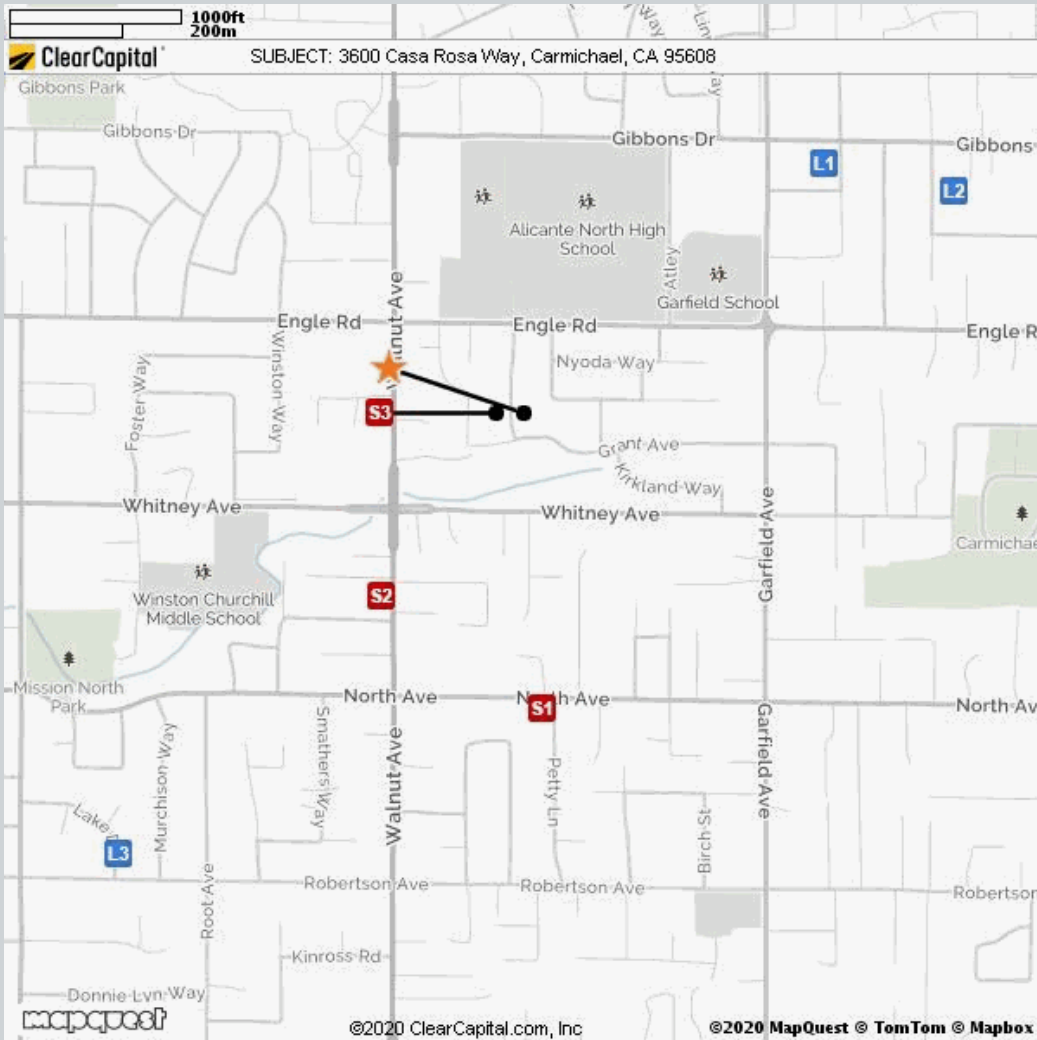 1000ft
200m
ClearCapital
SUBJECT: 3600 Casa Rosa Way, Carmichael, CA 95608
Way
Gibbons Park
Gibbons Dr
Gibbons Dr
Gibbons
L1
L2
Alicante North High
School
Atley
Garfield School
Walnut Ave
Engle Rd
Engle Rd
Engle R
Nyoda Way
Winston Way
Foster Way
S3
Grant Ave
Kirkland Way
Whitney Ave
Whitney Ave
Garfield Ave
Carmichae
Winston Churchill
Middle School
S2
Mission North
Park
North Ave
North Ave
North Av
S1
Smathers Way
Murchison Way
Walnut Ave
Petty Ln
Garfield Ave
Birch St
Lake
L3
Root Ave
Robertson Ave
Robertson Ave
Robertson
Kinross Rd
Donnie Lyn Way
mapquest
©2020 ClearCapital.com, Inc
©2020 MapQuest © TomTom © Mapbox